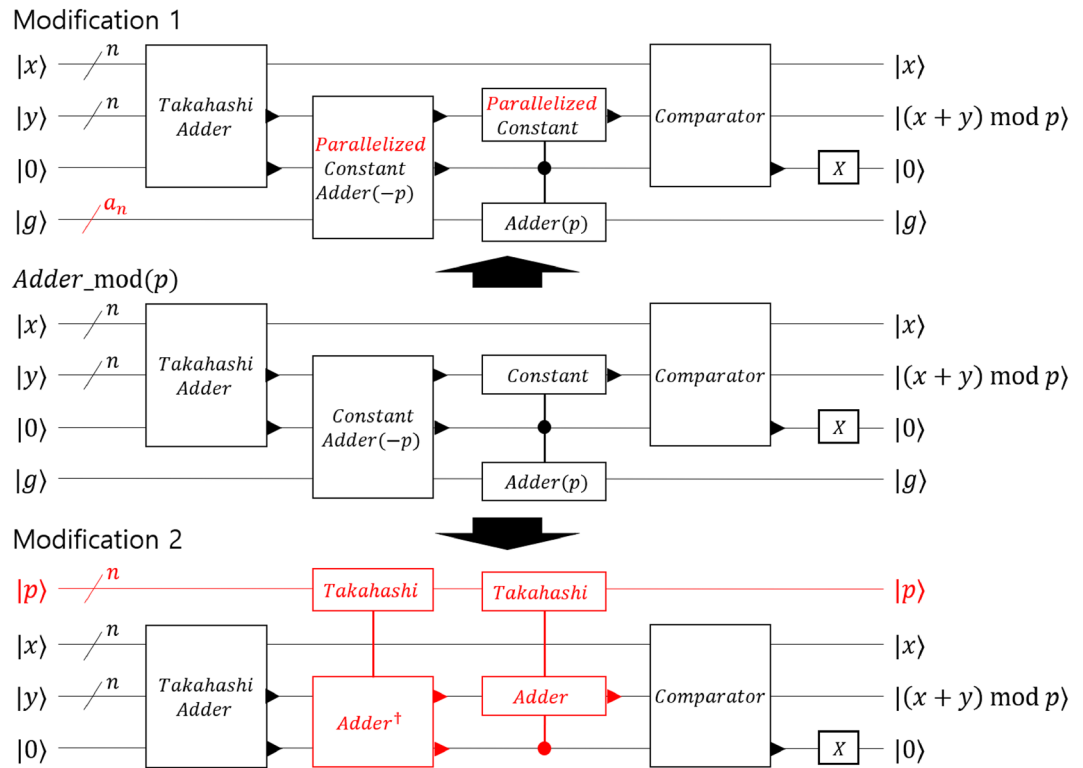 Modification 1
|x⟩ n Takahashi Adder Comparator |x⟩
|y⟩ n Parallelized Constant Adder(−p) Parallelized Constant |(x + y) mod p⟩
|0⟩ X |0⟩
|g⟩ aₙ Adder(p) |g⟩
Adder_mod(p)
|x⟩ n Takahashi Adder Comparator |x⟩
|y⟩ n Constant Adder(−p) Constant |(x + y) mod p⟩
|0⟩ X |0⟩
|g⟩ Adder(p) |g⟩
Modification 2
|p⟩ n Takahashi Takahashi |p⟩
|x⟩ n Takahashi Adder Comparator |x⟩
|y⟩ n Adder† Adder |(x + y) mod p⟩
|0⟩ X |0⟩